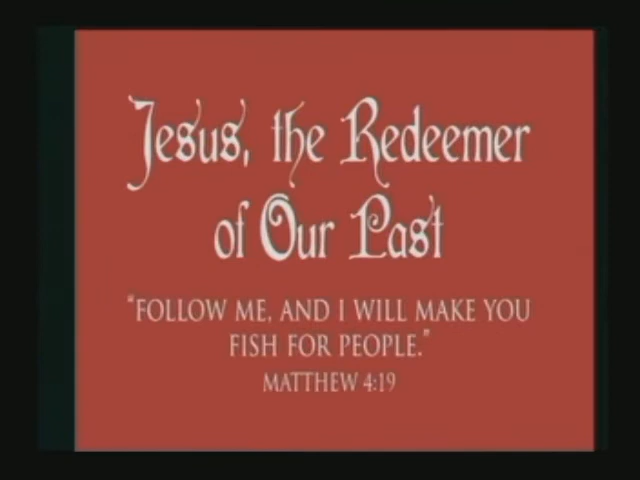 Jesus, the Redeemer
of Our Past
"FOLLOW ME, AND I WILL MAKE YOU
FISH FOR PEOPLE."
MATTHEW 4:19